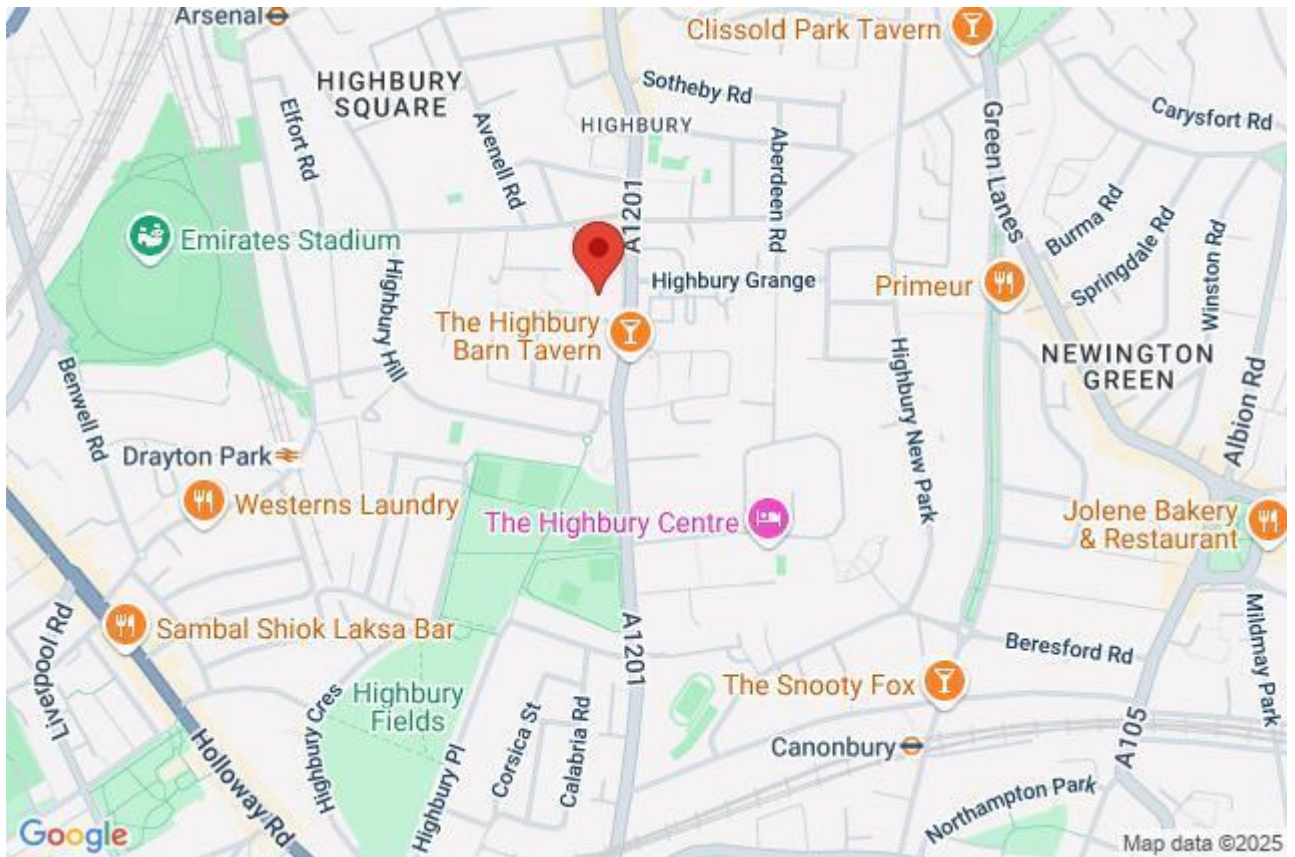 Arsenal
Clissold Park Tavern
HIGHBURY
SQUARE
Sotheby Rd
HIGHBURY
Elfort Rd
Avenell Rd
Aberdeen Rd
Green Lanes
Carysfort Rd
A1201
Emirates Stadium
Burma Rd
Springdale Rd
Winston Rd
Highbury Hill
Highbury Grange
Primeur
The Highbury
Barn Tavern
NEWINGTON
GREEN
Benwell Rd
Highbury New Park
Albion Rd
Drayton Park
Westerns Laundry
The Highbury Centre
Jolene Bakery
& Restaurant
Sambal Shiok Laksa Bar
Liverpool Rd
A1201
Beresford Rd
Mildmay Park
Highbury
Fields
Highbury Cres
The Snooty Fox
Holloway Rd
Highbury Pl
Corsica St
Calabria Rd
Canonbury
A105
Northampton Park
Google
Map data ©2025